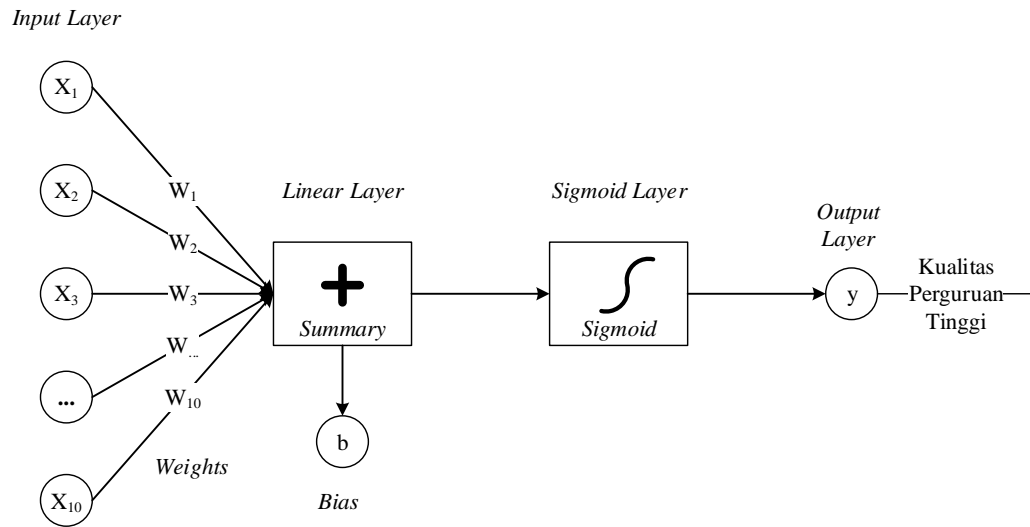 Input Layer
X1
X2
X3
...
X10
W1
W2
W3
W...
W10
Weights
Linear Layer
Summary
b
Bias
Sigmoid Layer
Sigmoid
Output
Layer
y
Kualitas
Perguruan
Tinggi